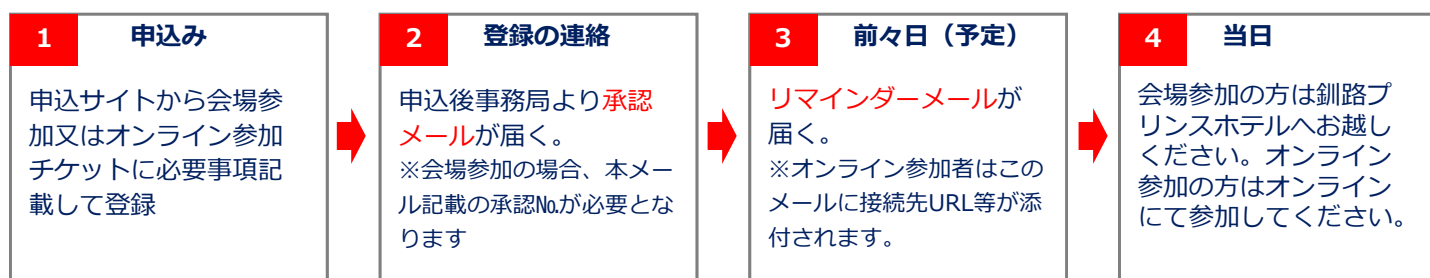 1 申込み
申込サイトから会場参
加又はオンライン参加
チケットに必要事項記
載して登録
2 登録の連絡
申込後事務局より承認
メールが届く。
※会場参加の場合、本メー
ル記載の承認№が必要とな
ります
3 前々日（予定）
リマインダーメールが
届く。
※オンライン参加者はこの
メールに接続先URL等が添
付されます。
4 当日
会場参加の方は釧路プ
リンスホテルへお越し
ください。オンライン
参加の方はオンライン
にて参加してください。